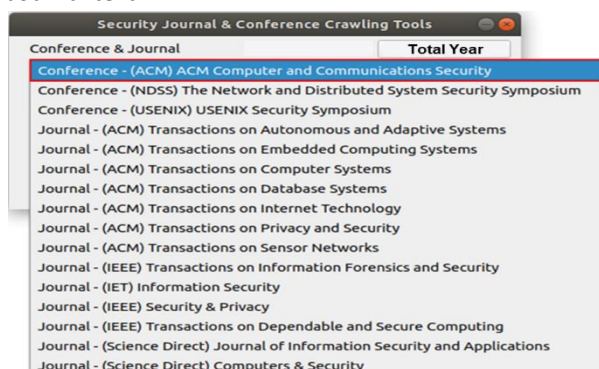 Security Journal & Conference Crawling Tools
Conference & Journal
Total Year
Conference - (ACM) ACM Computer and Communications Security
Conference - (NDSS) The Network and Distributed System Security Symposium
Conference - (USENIX) USENIX Security Symposium
Journal - (ACM) Transactions on Autonomous and Adaptive Systems
Journal - (ACM) Transactions on Embedded Computing Systems
Journal - (ACM) Transactions on Computer Systems
Journal - (ACM) Transactions on Database Systems
Journal - (ACM) Transactions on Internet Technology
Journal - (ACM) Transactions on Privacy and Security
Journal - (ACM) Transactions on Sensor Networks
Journal - (IEEE) Transactions on Information Forensics and Security
Journal - (IET) Information Security
Journal - (IEEE) Security & Privacy
Journal - (IEEE) Transactions on Dependable and Secure Computing
Journal - (Science Direct) Journal of Information Security and Applications
Journal - (Science Direct) Computers & Security